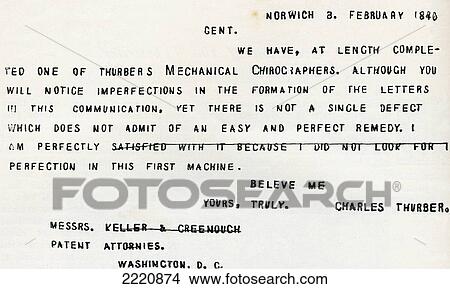 NORWICH 3. FEBRUARY 1846
GENT.
WE HAVE, AT LENGTH COMPLE-
TED ONE OF THURBERS MECHANICAL CHIROGRAPHERS. ALTHOUGH YOU
WILL NOTICE IMPERFECTIONS IN THE FORMATION OF THE LETTERS
IN THIS COMMUNICATION, YET THERE IS NOT A SINGLE DEFECT
WHICH DOES NOT ADMIT OF AN EASY AND PERFECT REMEDY. I
AM PERFECTLY SATISFIED WITH IT BECAUSE I DID NOT LOOK FOR
PERFECTION IN THIS FIRST MACHINE.
FOTOSEARCH
BELEVE ME
YOURS, TRULY. CHARLES THURBER.
MESSRS. KELLER & GREENOUGH
PATENT ATTORNIES.
WASHINGTON. D. C.
2220874 www.fotosearch.com